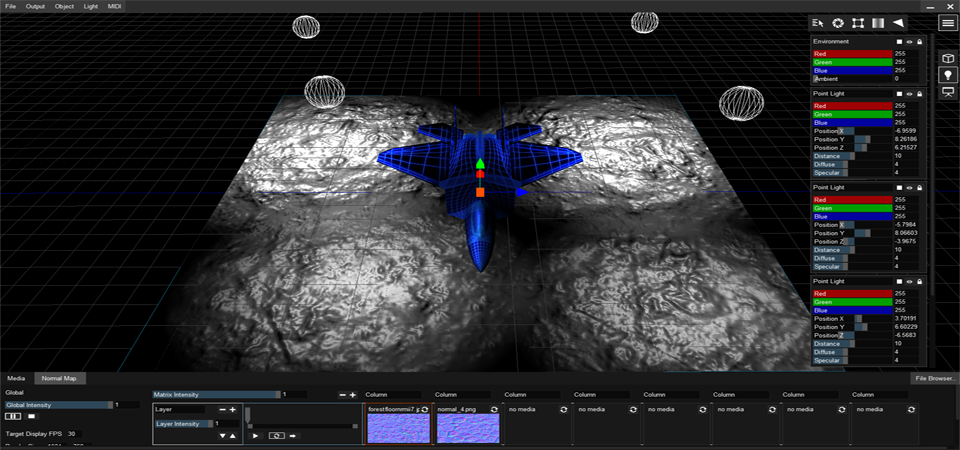 File Output Object Light MIDI
Environment
Red 255
Green 255
Blue 255
Ambient 0
Point Light
Red 255
Green 255
Blue 255
Position X -6.9599
Position Y 8.26186
Position Z 6.21527
Distance 10
Diffuse 4
Specular 4
Point Light
Red 255
Green 255
Blue 255
Position X -5.7984
Position Y 8.06603
Position Z -3.9675
Distance 10
Diffuse 4
Specular 4
Point Light
Red 255
Green 255
Blue 255
Position X 3.70191
Position Y 6.60229
Position Z -6.5683
Distance 10
Diffuse 4
Specular 4
Media Normal Map File Browser...
Global
Global Intensity 1
Target Display FPS 30
Matrix Intensity 1
Layer
Layer Intensity 1
Column Column Column Column Column Column Column Column
normal_4.png no media no media no media no media no media no media